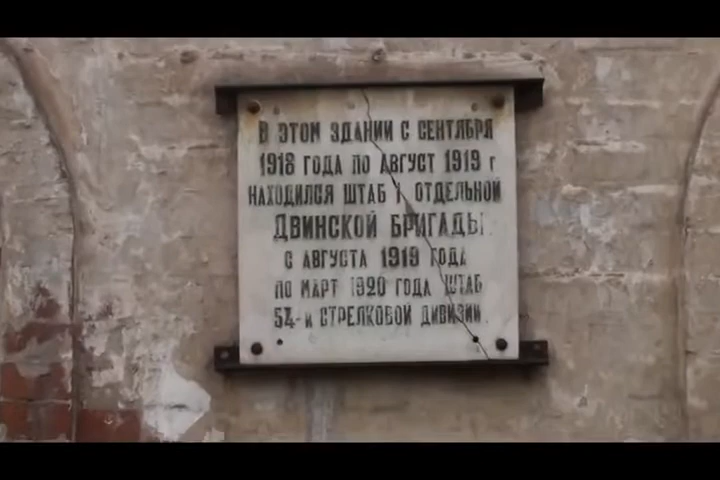 В ЭТОМ ЗДАНИИ С СЕНТЯБРЯ
1918 ГОДА ПО АВГУСТ 1919 Г
НАХОДИЛСЯ ШТАБ 1 ОТДЕЛЬНОЙ
ДВИНСКОЙ БРИГАДЫ.
С АВГУСТА 1919 ГОДА
ПО МАРТ 1920 ГОДА ШТАБ
54-Й СТРЕЛКОВОЙ ДИВИЗИИ.